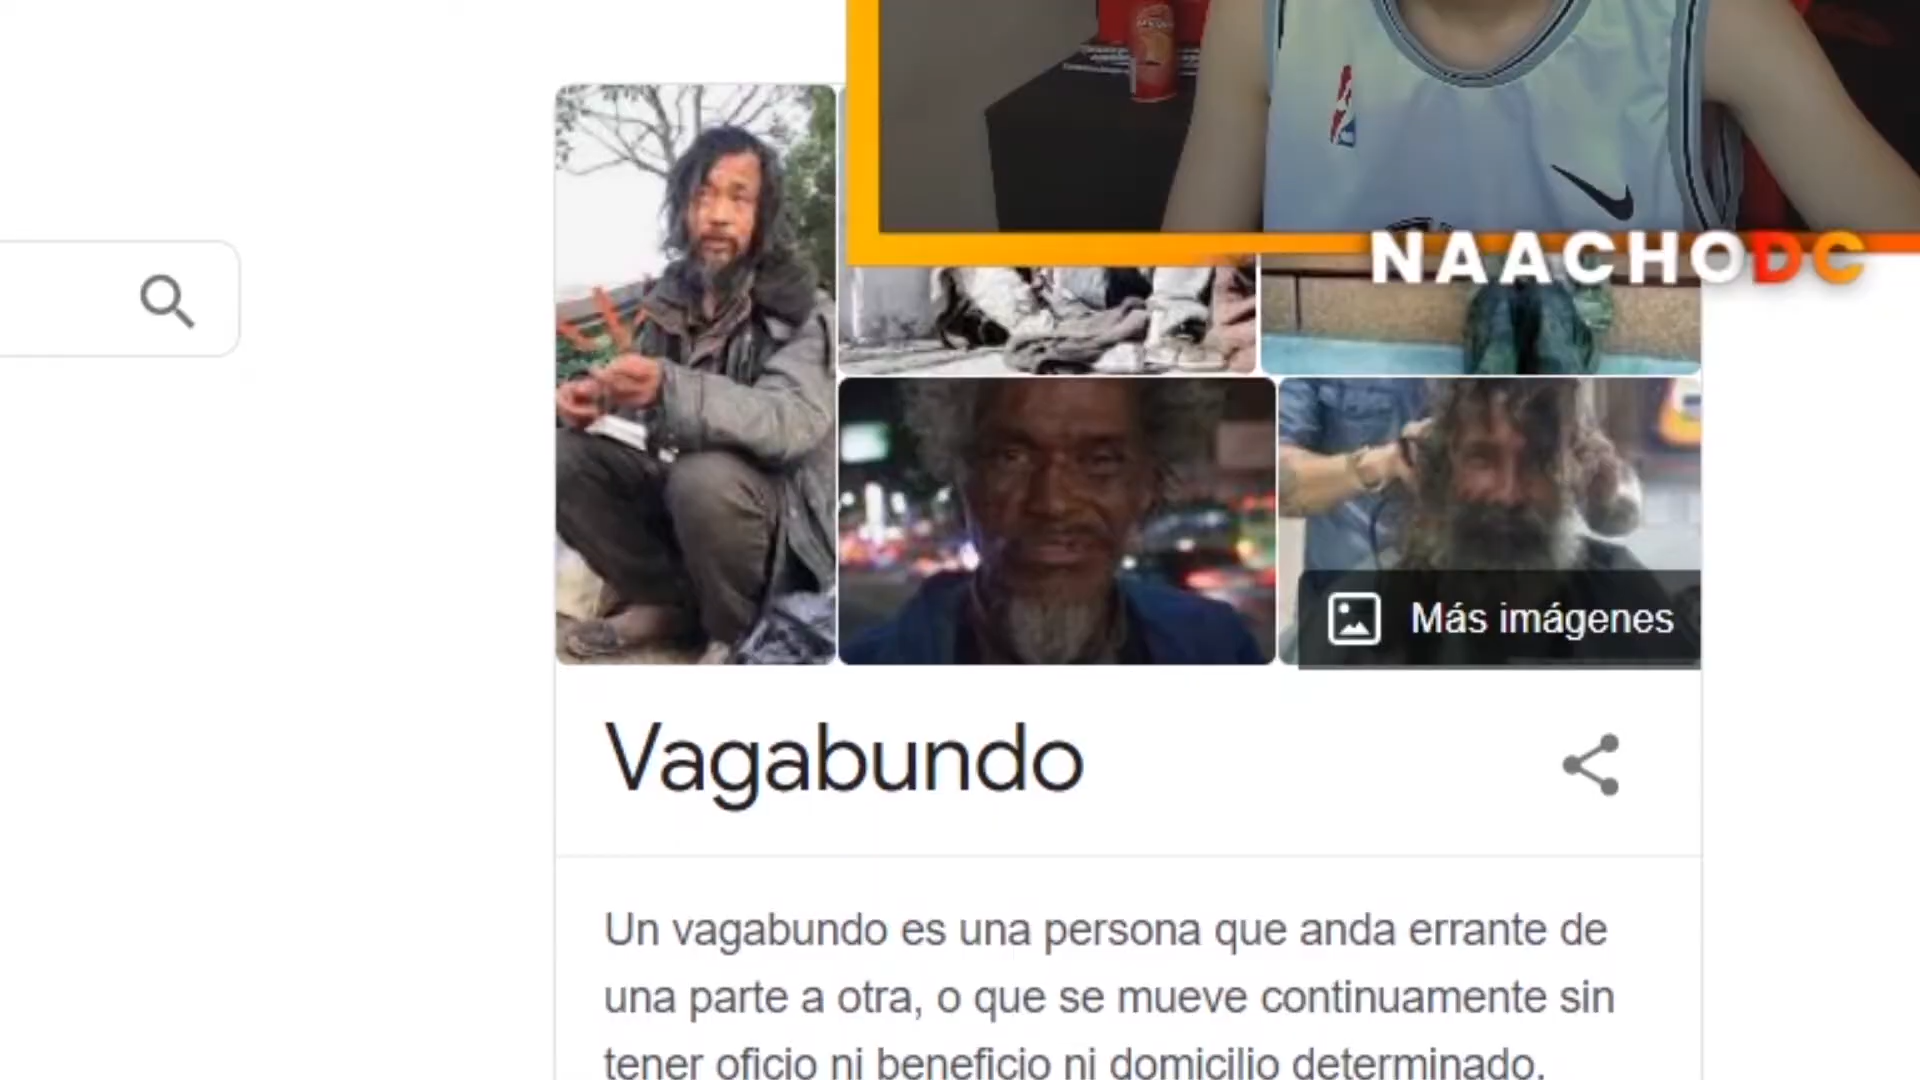 NAACHODC
Más imágenes
Vagabundo
Un vagabundo es una persona que anda errante de
una parte a otra, o que se mueve continuamente sin
tener oficio ni beneficio ni domicilio determinado.